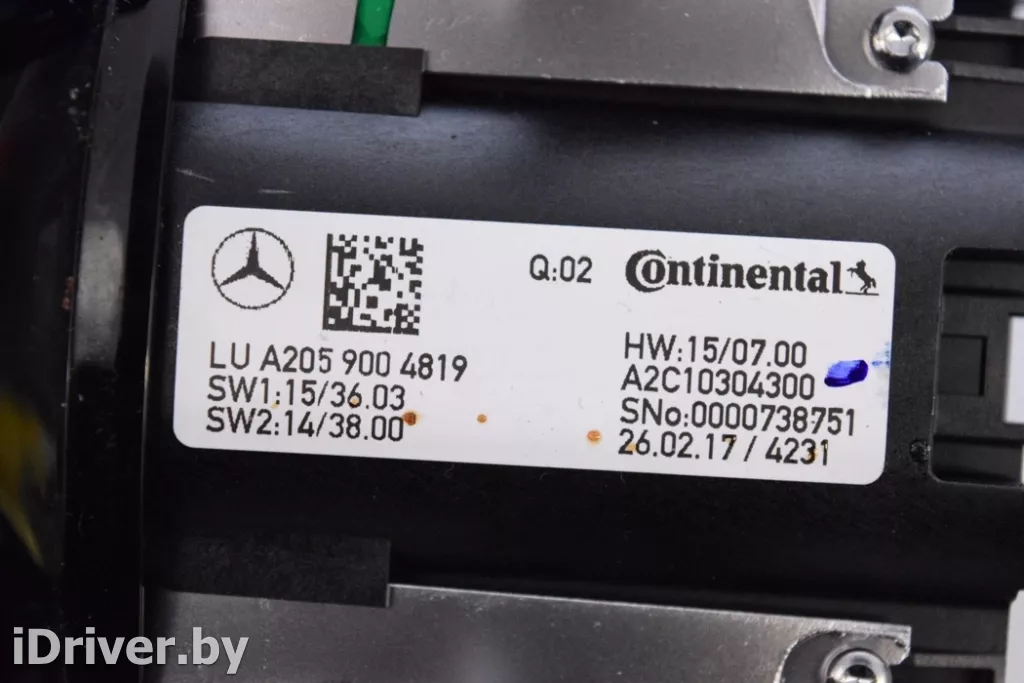 Q:02 Continental
LU A205 900 4819
SW1:15/36.03
SW2:14/38.00
HW:15/07.00
A2C10304300
SNo:0000738751
26.02.17 / 4231
iDriver.by